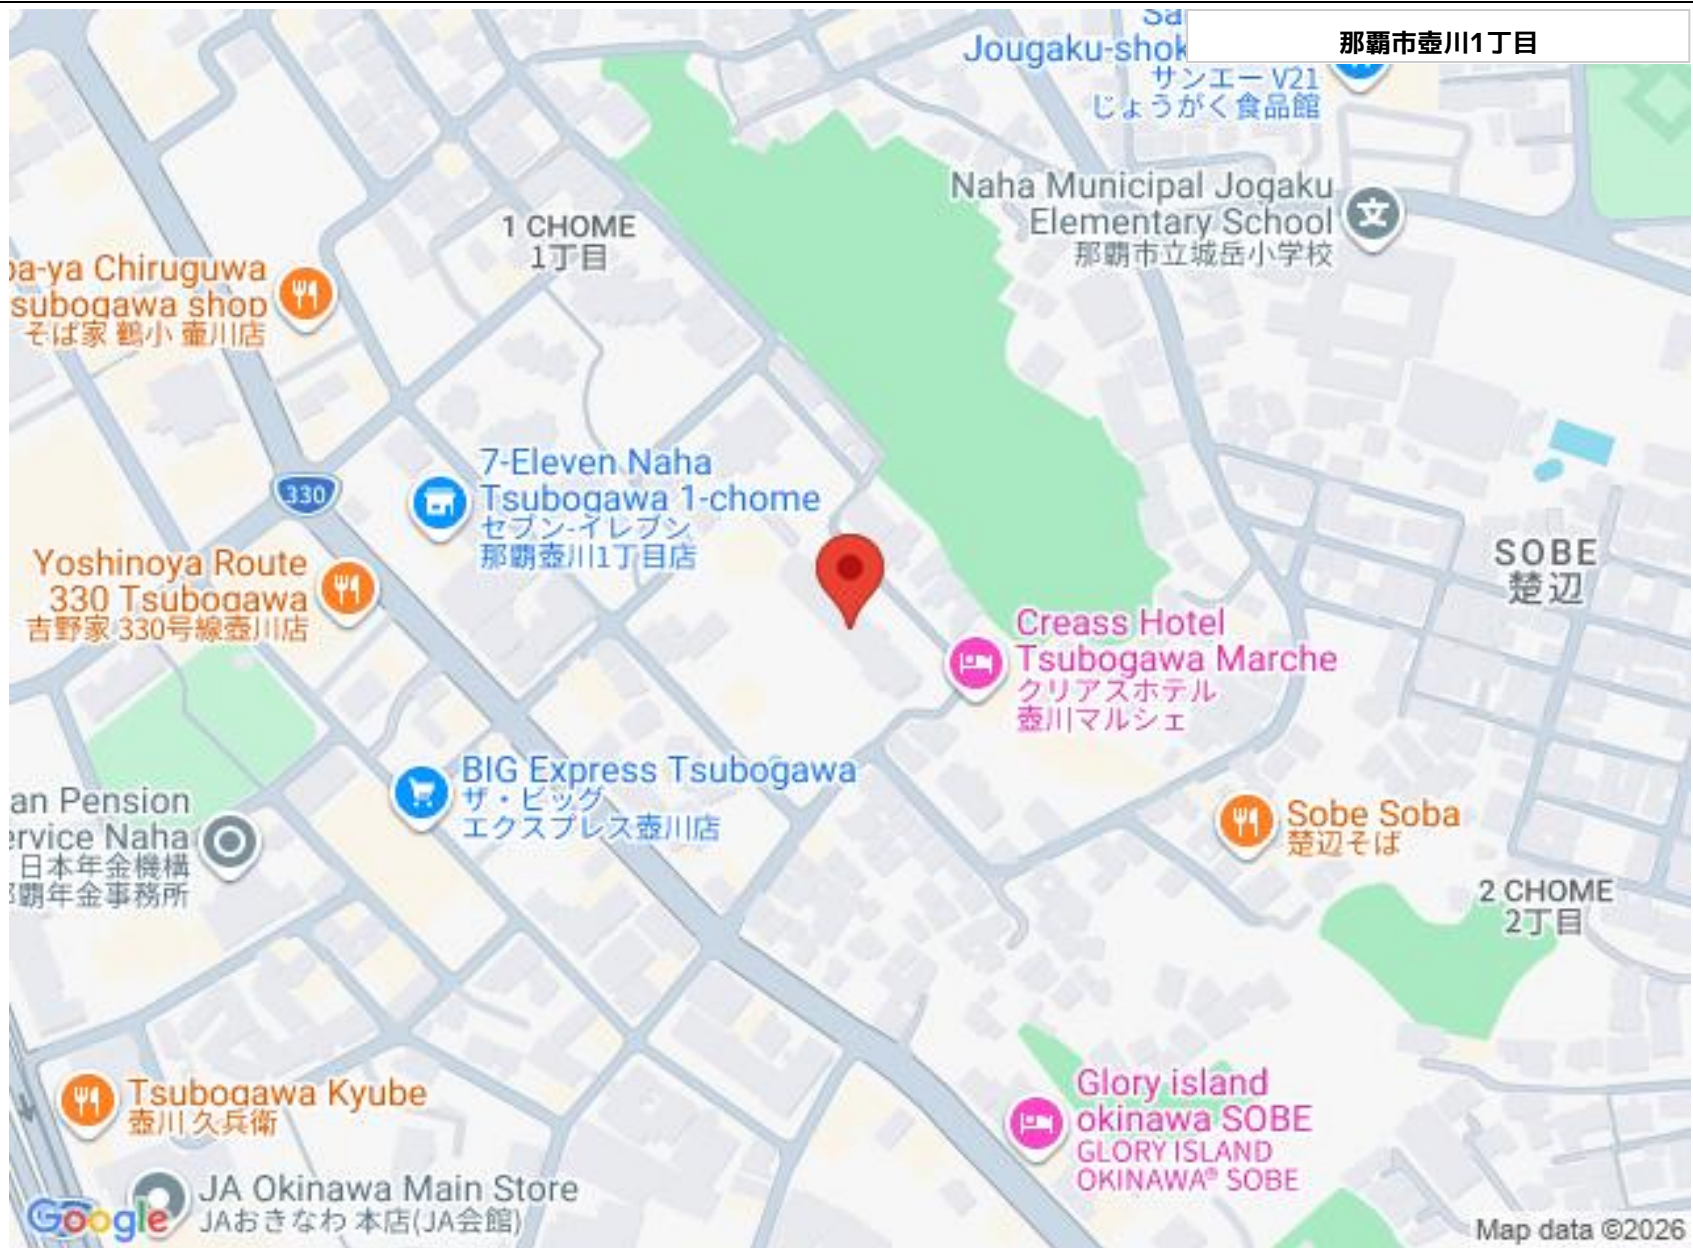 那覇市壺川1丁目
Jougaku-shok
サンエー V21
じょうがく食品館
Naha Municipal Jogaku
Elementary School
那覇市立城岳小学校
1 CHOME
1丁目
ba-ya Chiruguwa
subogawa shop
そば家 鶴小 壷川店
7-Eleven Naha
Tsubogawa 1-chome
セブン-イレブン
那覇壺川1丁目店
330
Yoshinoya Route
330 Tsubogawa
吉野家 330号線壺川店
SOBE
楚辺
Creass Hotel
Tsubogawa Marche
クリアスホテル
壺川マルシェ
BIG Express Tsubogawa
ザ・ビッグ
エクスプレス壺川店
an Pension
ervice Naha
日本年金機構
覇年金事務所
Sobe Soba
楚辺そば
2 CHOME
2丁目
Tsubogawa Kyube
壺川 久兵衛
Glory island
okinawa SOBE
GLORY ISLAND
OKINAWA® SOBE
JA Okinawa Main Store
JAおきなわ 本店(JA会館)
Google
Map data ©2026